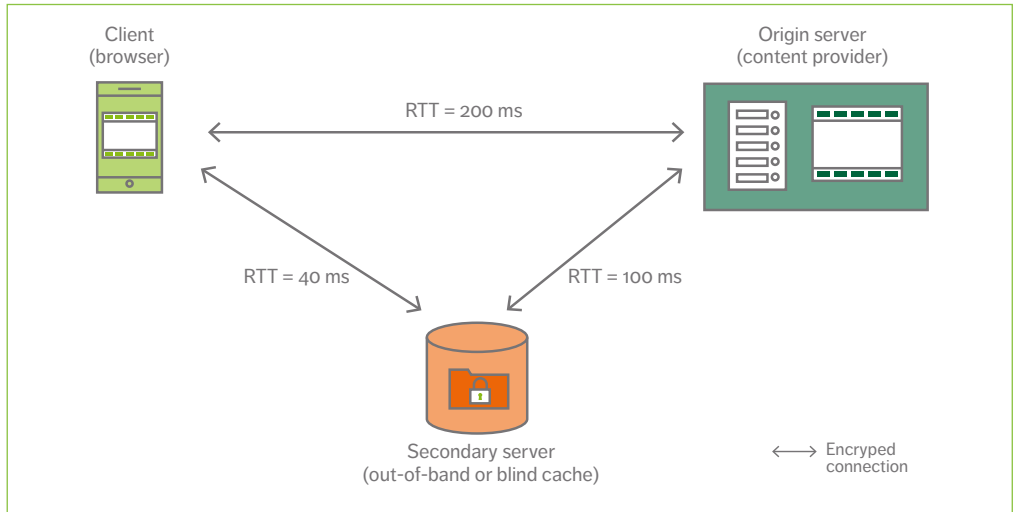 Client
(browser)
Origin server
(content provider)
RTT = 200 ms
RTT = 40 ms
RTT = 100 ms
Secondary server
(out-of-band or blind cache)
Encryped
connection